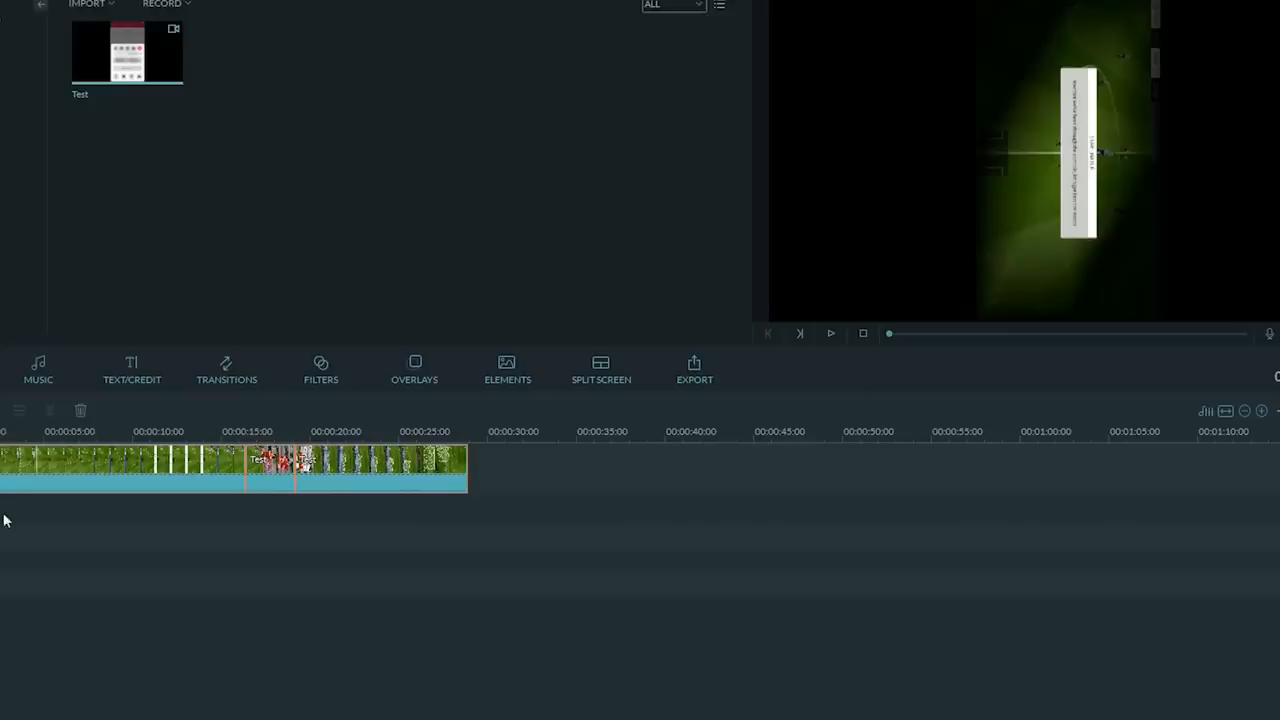 IMPORT
RECORD
ALL
Test
MUSIC
TEXT/CREDIT
TRANSITIONS
FILTERS
OVERLAYS
ELEMENTS
SPLIT SCREEN
EXPORT
00:00:05:00
00:00:10:00
00:00:15:00
00:00:20:00
00:00:25:00
00:00:30:00
00:00:35:00
00:00:40:00
00:00:45:00
00:00:50:00
00:00:55:00
00:01:00:00
00:01:05:00
00:01:10:00
Test